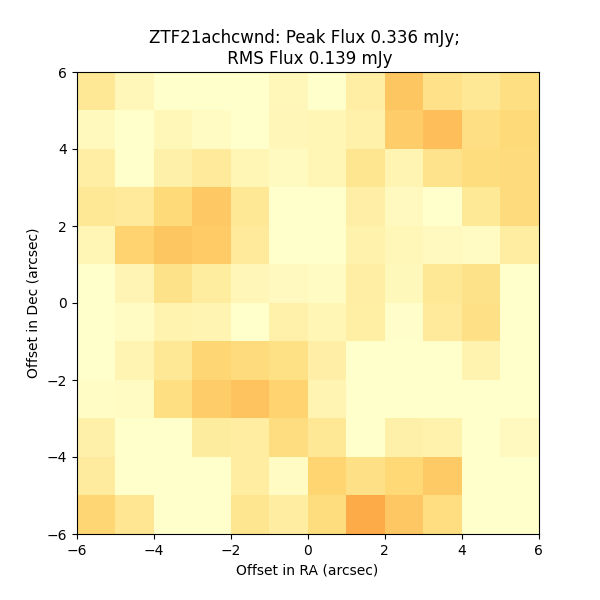 ZTF21achcwnd: Peak Flux 0.336 mJy;
RMS Flux 0.139 mJy
6
4
2
0
−2
−4
−6
Offset in Dec (arcsec)
−6 −4 −2 0 2 4 6
Offset in RA (arcsec)